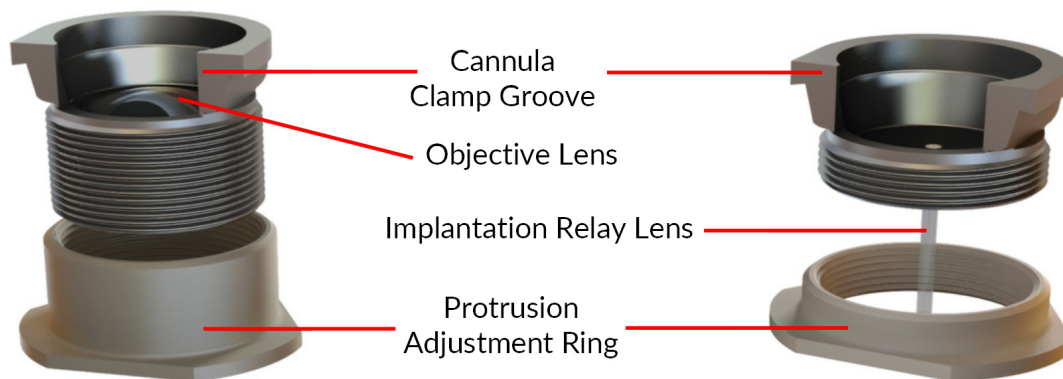 Cannula
Clamp Groove
Objective Lens
Implantation Relay Lens
Protrusion
Adjustment Ring